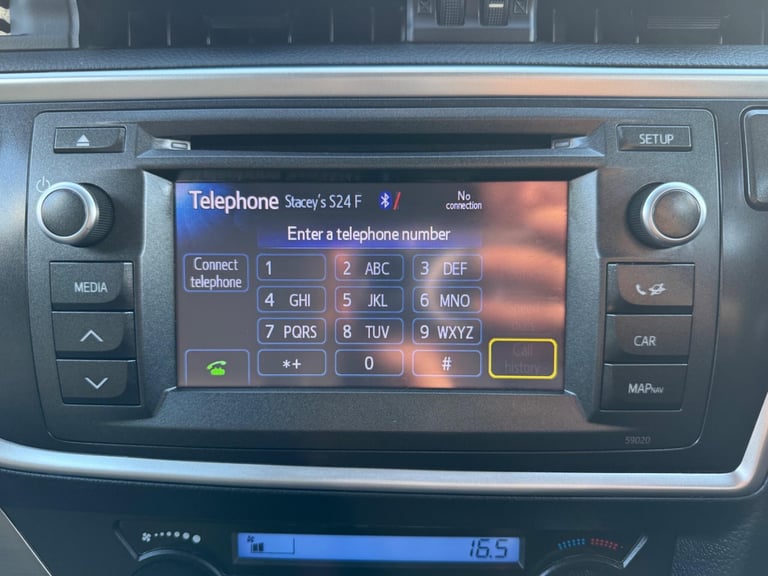 SETUP
Telephone Stacey's S24 F No connection
Enter a telephone number
Connect telephone
1 2 ABC 3 DEF
MEDIA
4 GHI 5 JKL 6 MNO
7 PQRS 8 TUV 9 WXYZ
CAR
*+ 0 #
Call history
MAP NAV
59020
16.5